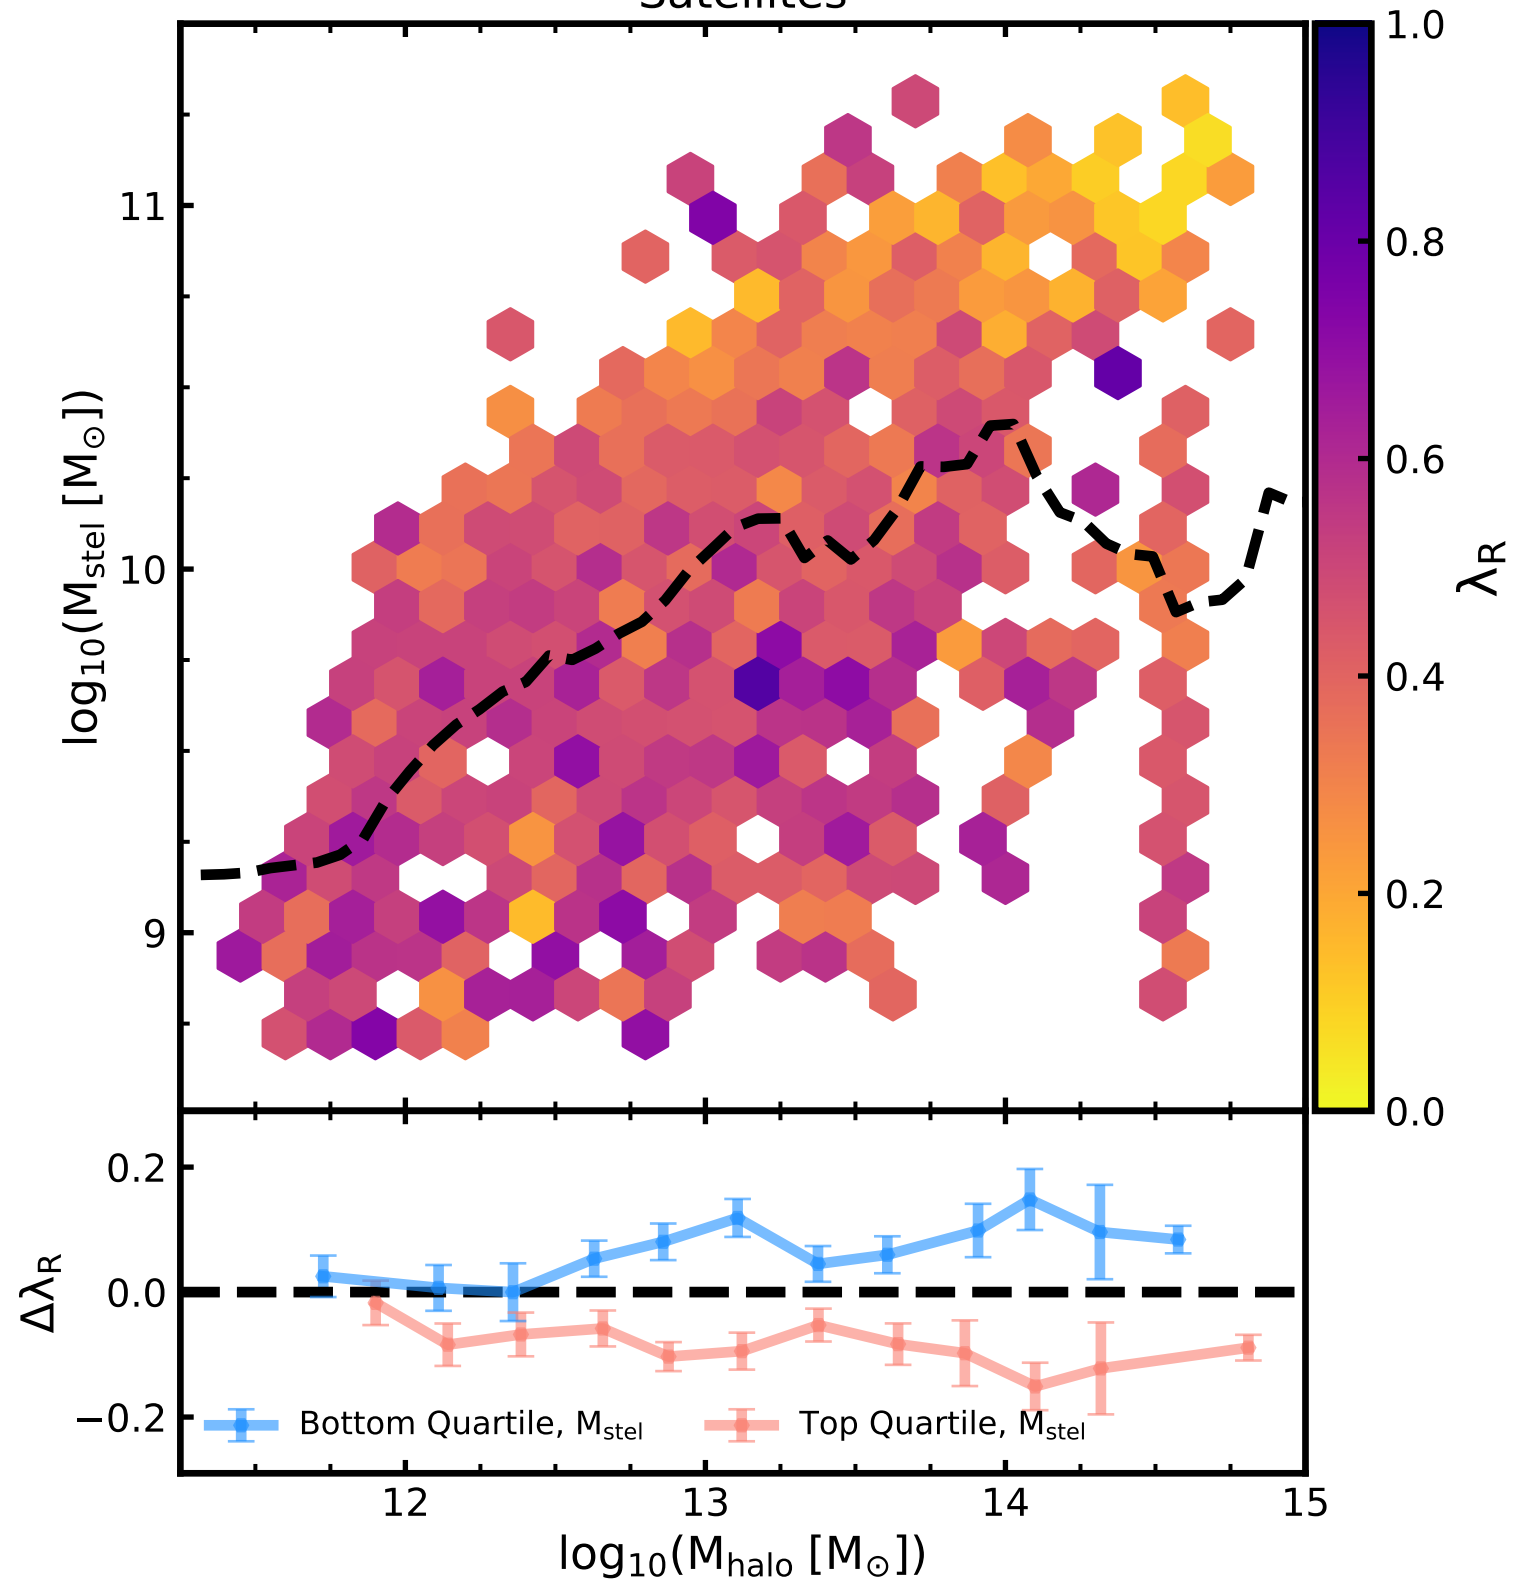 Satellites
1.0
0.8
0.6
0.4
0.2
0.0
λR
11
10
9
log10(Mstel [M⊙])
0.2
0.0
−0.2
ΔλR
Bottom Quartile, Mstel
Top Quartile, Mstel
12 13 14 15
log10(Mhalo [M⊙])